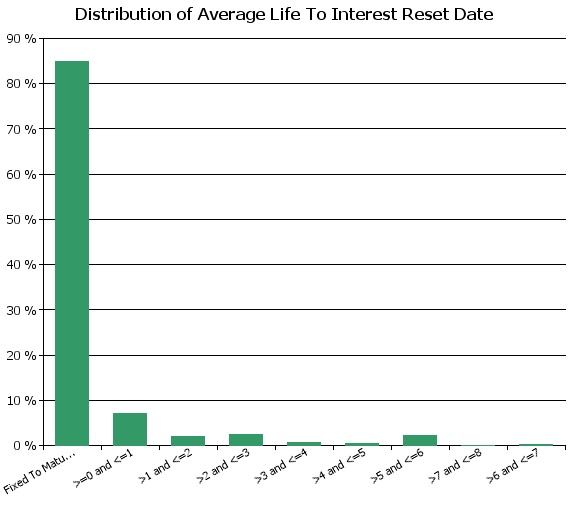 Distribution of Average Life To Interest Reset Date
90 %
80 %
70 %
60 %
50 %
40 %
30 %
20 %
10 %
0 %
Fixed To Matu...
>=0 and <=1
>1 and <=2
>2 and <=3
>3 and <=4
>4 and <=5
>5 and <=6
>7 and <=8
>6 and <=7